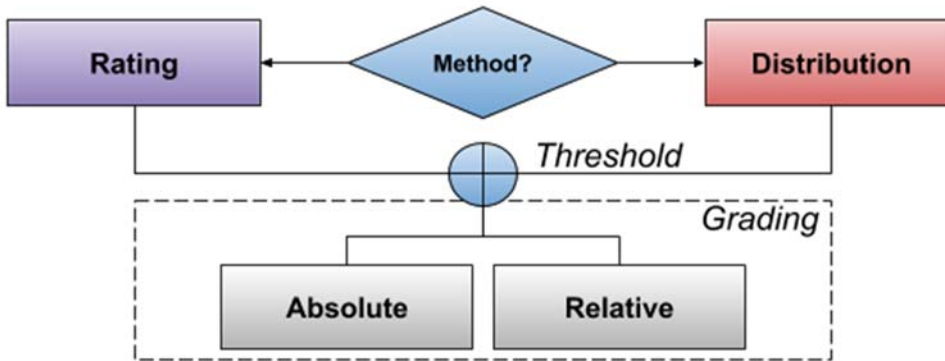 Rating
Method?
Distribution
Threshold
Grading
Absolute
Relative